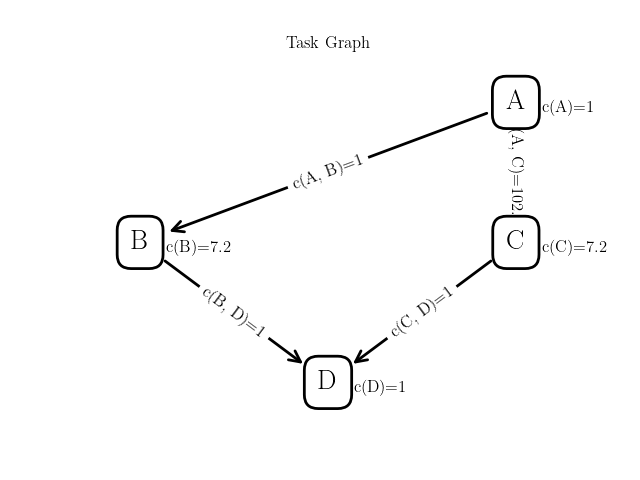 Task Graph
A
c(A)=1
c(A, B)=1
(A, C)=102.
B
c(B)=7.2
C
c(C)=7.2
c(B, D)=1
c(C, D)=1
D
c(D)=1